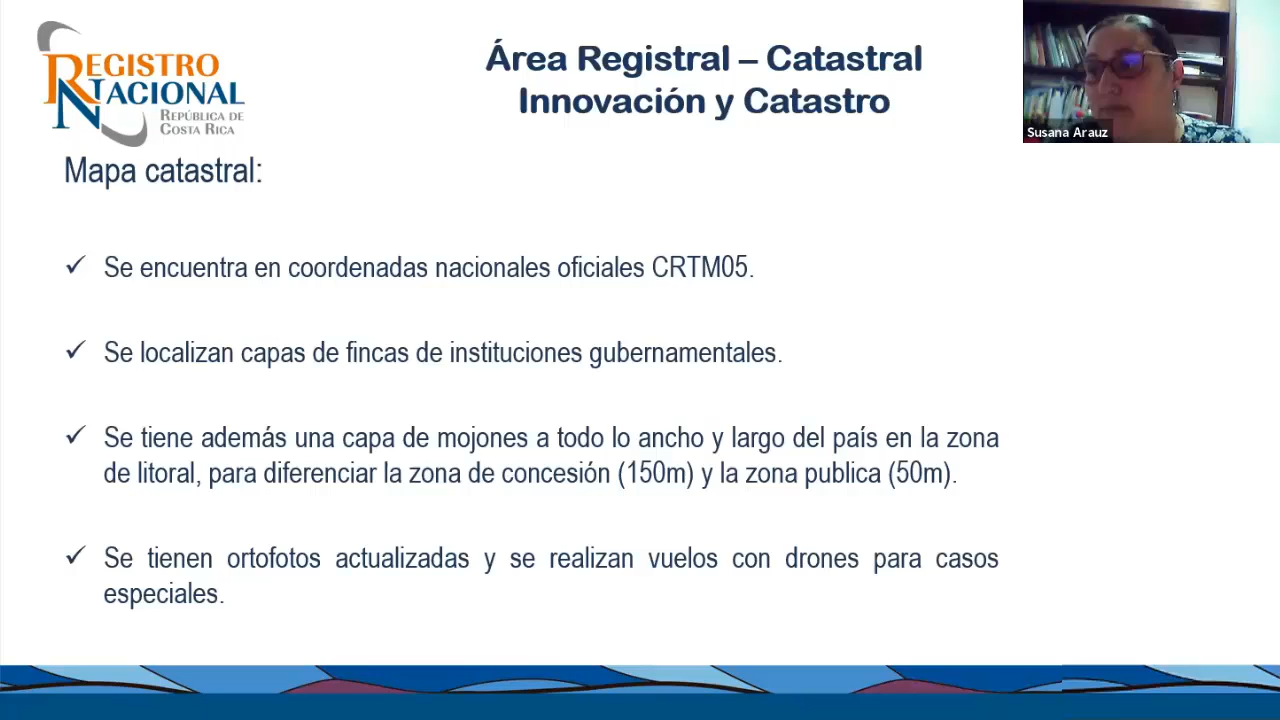 REGISTRO
NACIONAL
REPÚBLICA DE
COSTA RICA
Área Registral – Catastral
Innovación y Catastro
Susana Arauz
Mapa catastral:
✓ Se encuentra en coordenadas nacionales oficiales CRTM05.
✓ Se localizan capas de fincas de instituciones gubernamentales.
✓ Se tiene además una capa de mojones a todo lo ancho y largo del país en la zona
de litoral, para diferenciar la zona de concesión (150m) y la zona publica (50m).
✓ Se tienen ortofotos actualizadas y se realizan vuelos con drones para casos
especiales.